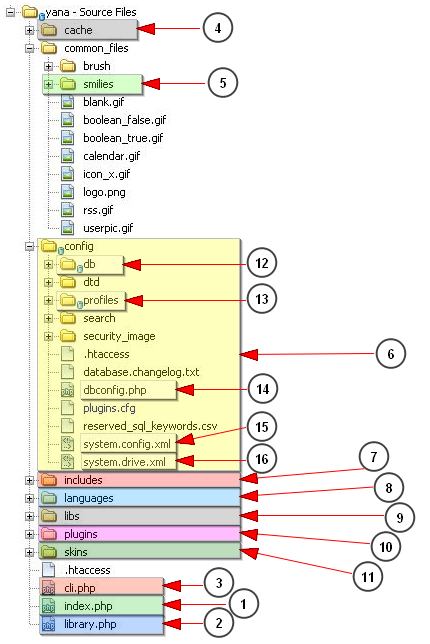 yana - Source Files
cache 4
common_files
brush
smilies 5
blank.gif
boolean_false.gif
boolean_true.gif
calendar.gif
icon_x.gif
logo.png
rss.gif
userpic.gif
config
db 12
dtd
profiles 13
search
security_image
.htaccess 6
database.changelog.txt
dbconfig.php 14
plugins.cfg
reserved_sql_keywords.csv
system.config.xml 15
system.drive.xml 16
includes 7
languages 8
libs 9
plugins 10
skins 11
.htaccess
cli.php 3
index.php 1
library.php 2